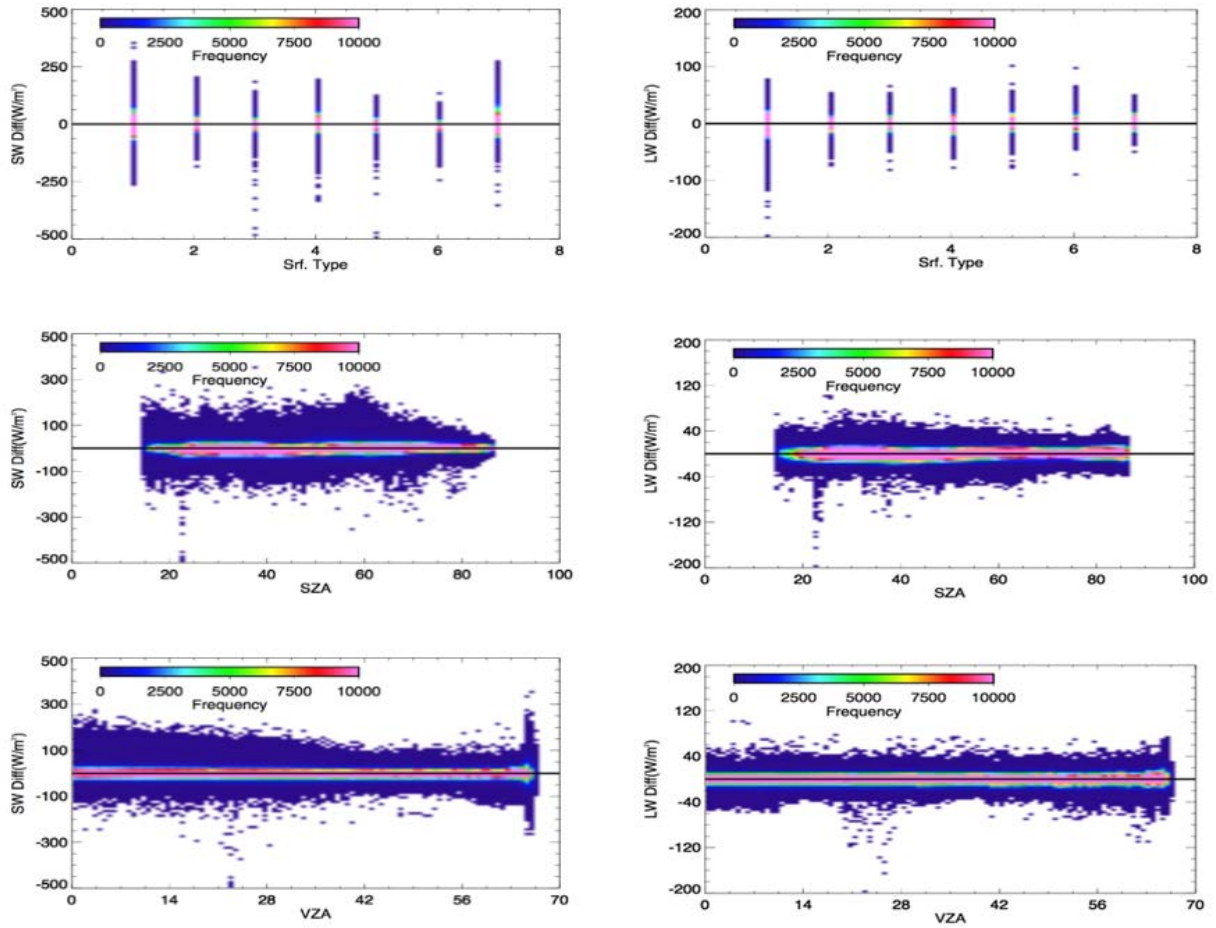 500
250
0
-250
-500
SW Diff(W/m²)
0 2500 5000 7500 10000
Frequency
0 2 4 6 8
Srf. Type
200
100
0
-100
-200
LW Diff(W/m²)
0 2500 5000 7500 10000
Frequency
0 2 4 6 8
Srf. Type
500
300
100
-100
-300
-500
SW Diff(W/m²)
0 2500 5000 7500 10000
Frequency
0 20 40 60 80 100
SZA
200
120
40
-40
-120
-200
LW Diff(W/m²)
0 2500 5000 7500 10000
Frequency
0 20 40 60 80 100
SZA
500
300
100
-100
-300
-500
SW Diff(W/m²)
0 2500 5000 7500 10000
Frequency
0 14 28 42 56 70
VZA
200
120
40
-40
-120
-200
LW Diff(W/m²)
0 2500 5000 7500 10000
Frequency
0 14 28 42 56 70
VZA